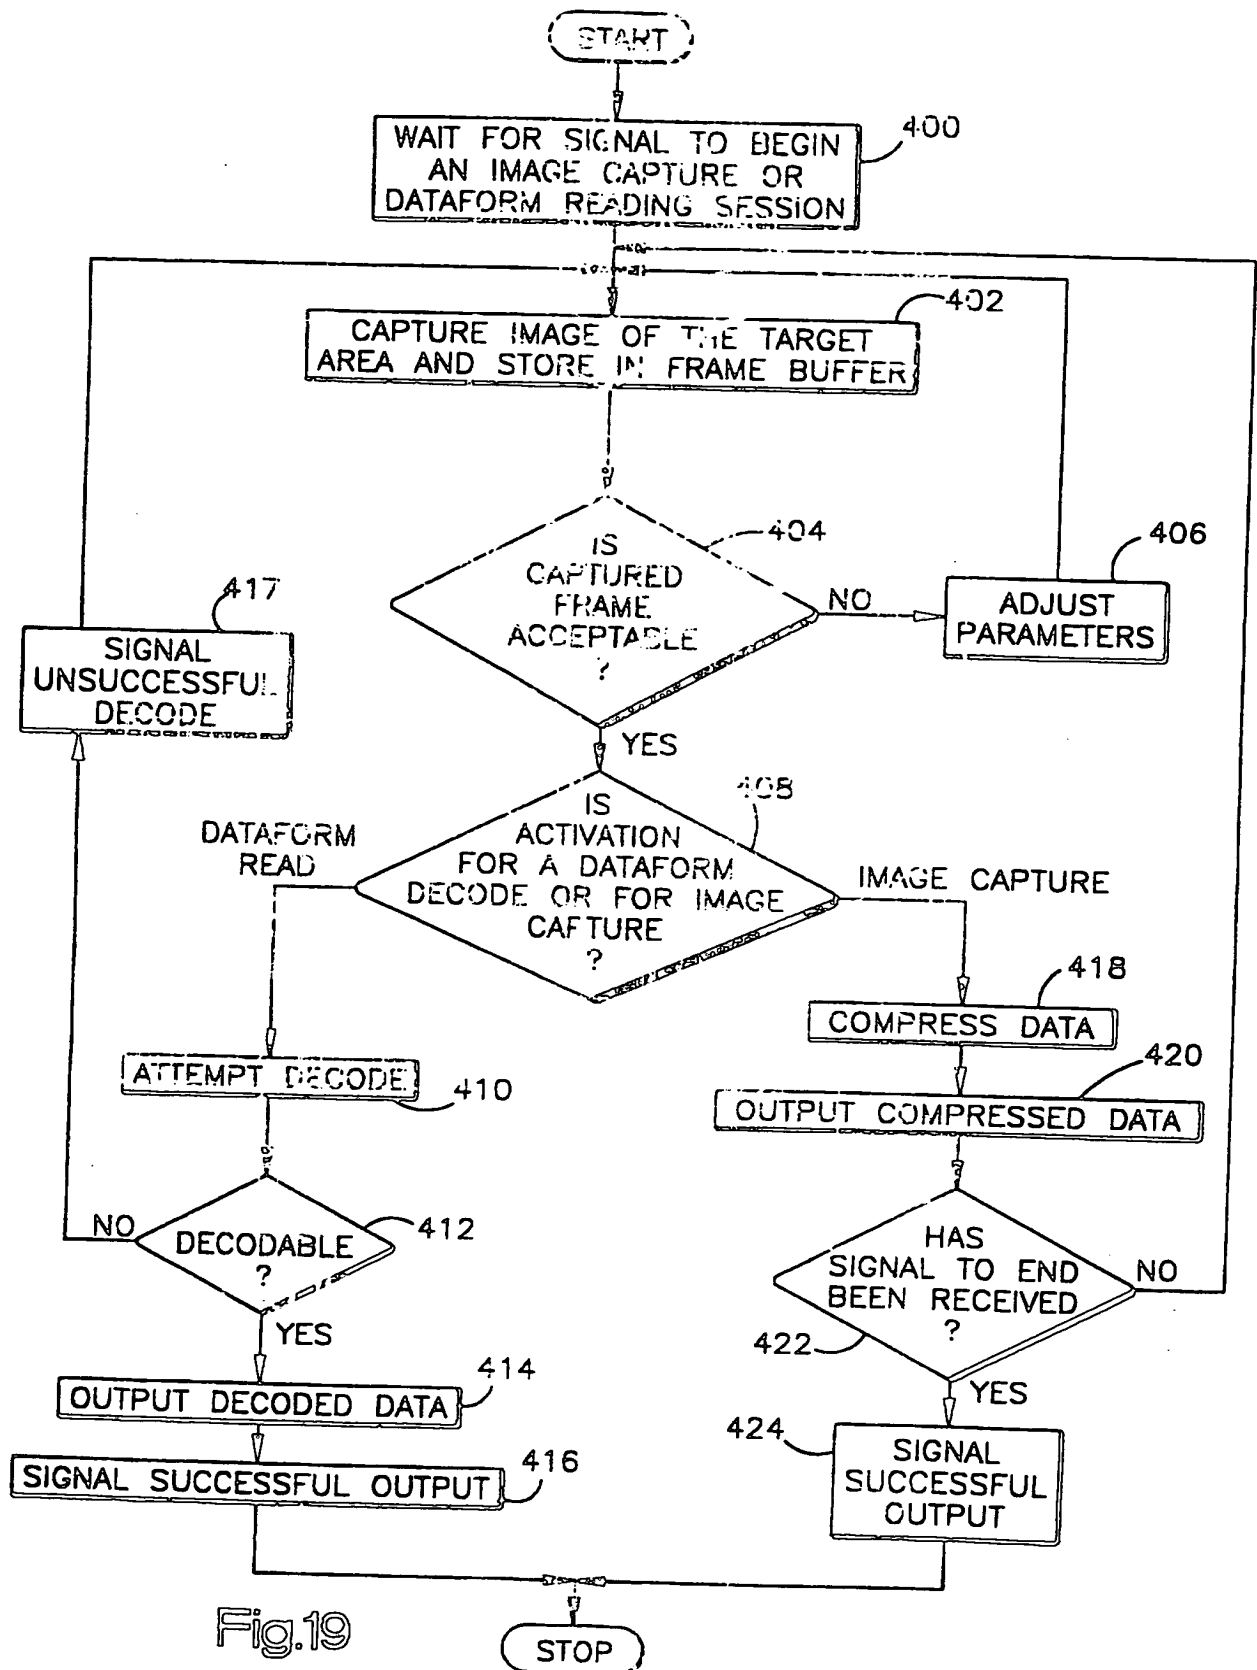 START
WAIT FOR SIGNAL TO BEGIN
AN IMAGE CAPTURE OR
DATAFORM READING SESSION
400
CAPTURE IMAGE OF THE TARGET
AREA AND STORE IN FRAME BUFFER
402
IS
CAPTURED
FRAME
ACCEPTABLE
?
404
NO
ADJUST
PARAMETERS
406
417
SIGNAL
UNSUCCESSFUL
DECODE
YES
IS
ACTIVATION
FOR A DATAFORM
DECODE OR FOR IMAGE
CAPTURE
?
408
DATAFORM
READ
IMAGE CAPTURE
ATTEMPT DECODE
410
COMPRESS DATA
418
OUTPUT COMPRESSED DATA
420
DECODABLE
?
412
NO
YES
HAS
SIGNAL TO END
BEEN RECEIVED
?
422
NO
YES
OUTPUT DECODED DATA
414
SIGNAL SUCCESSFUL OUTPUT
416
424
SIGNAL
SUCCESSFUL
OUTPUT
STOP
Fig.19